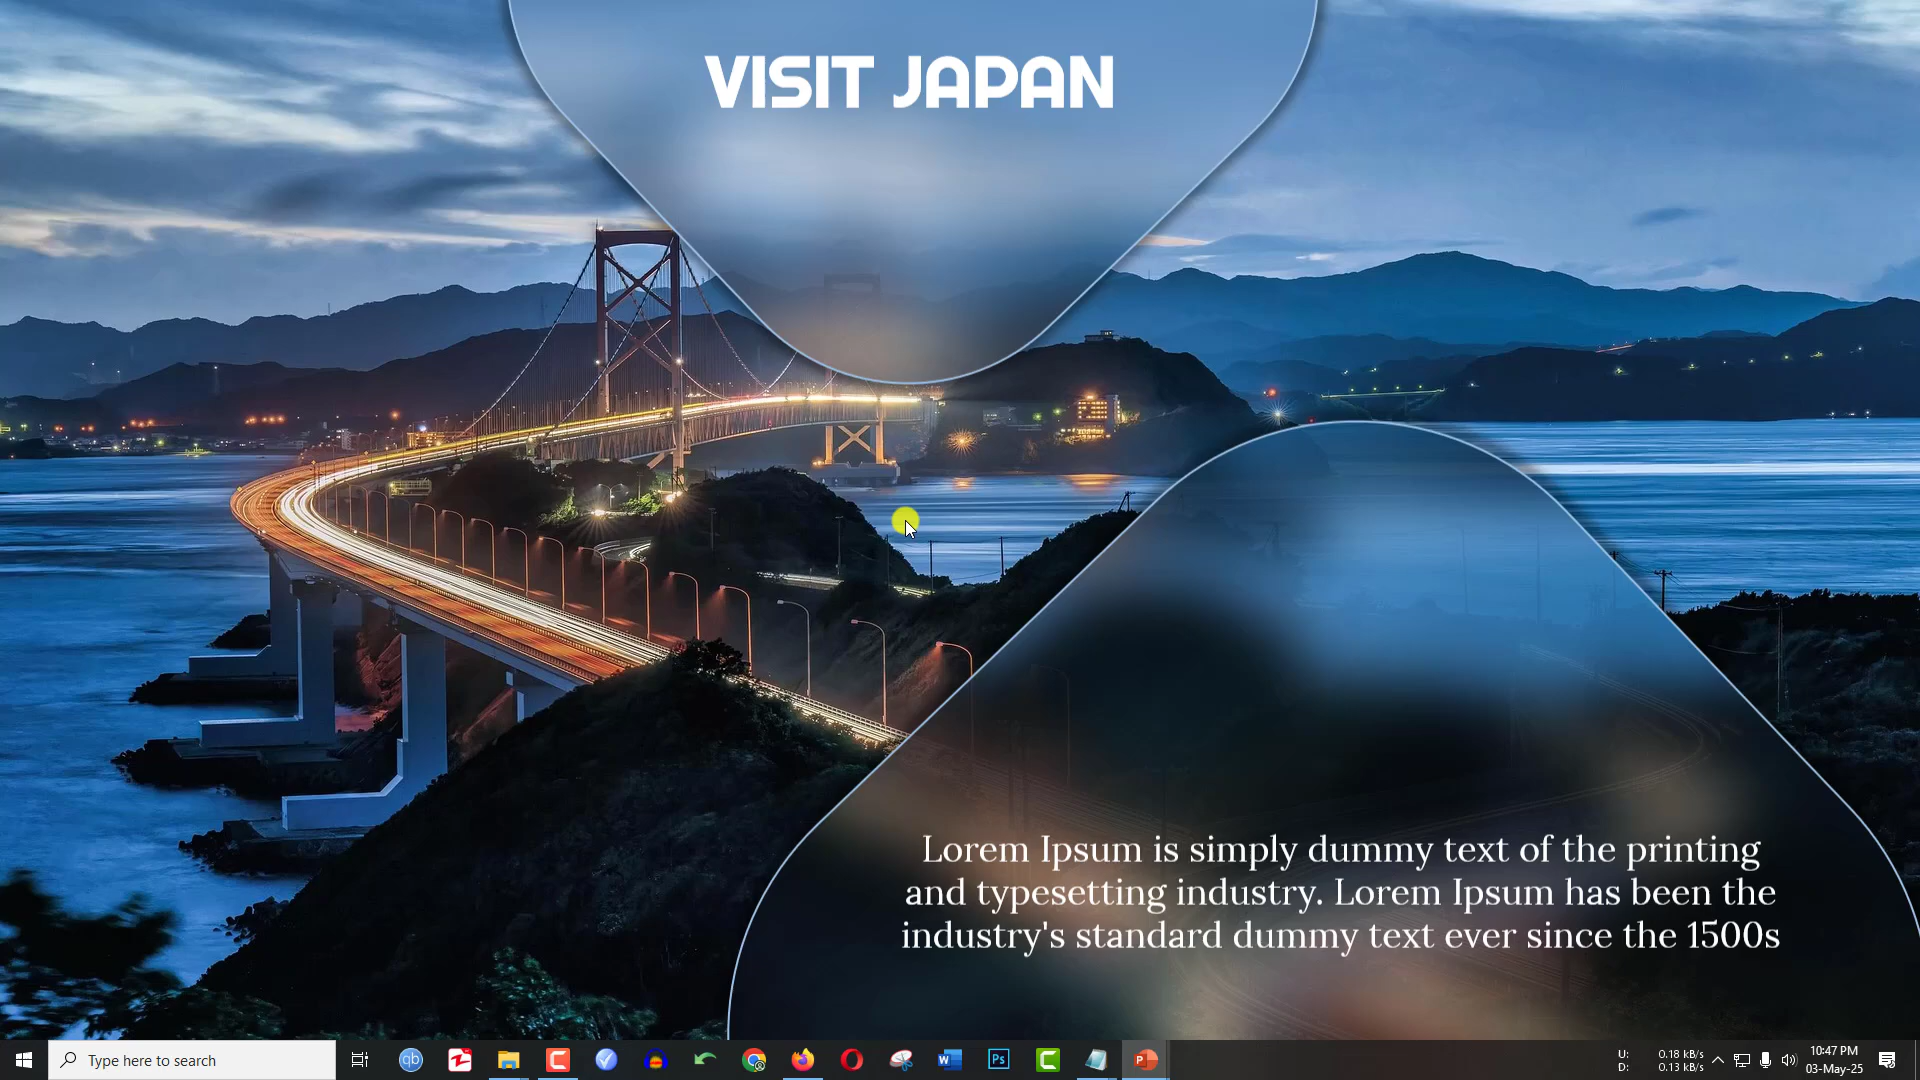 VISIT JAPAN
Lorem Ipsum is simply dummy text of the printing
and typesetting industry. Lorem Ipsum has been the
industry's standard dummy text ever since the 1500s
Type here to search
qb
W
Ps
C
P
U: 0.18 kB/s
D: 0.13 kB/s
10:47 PM
03-May-25